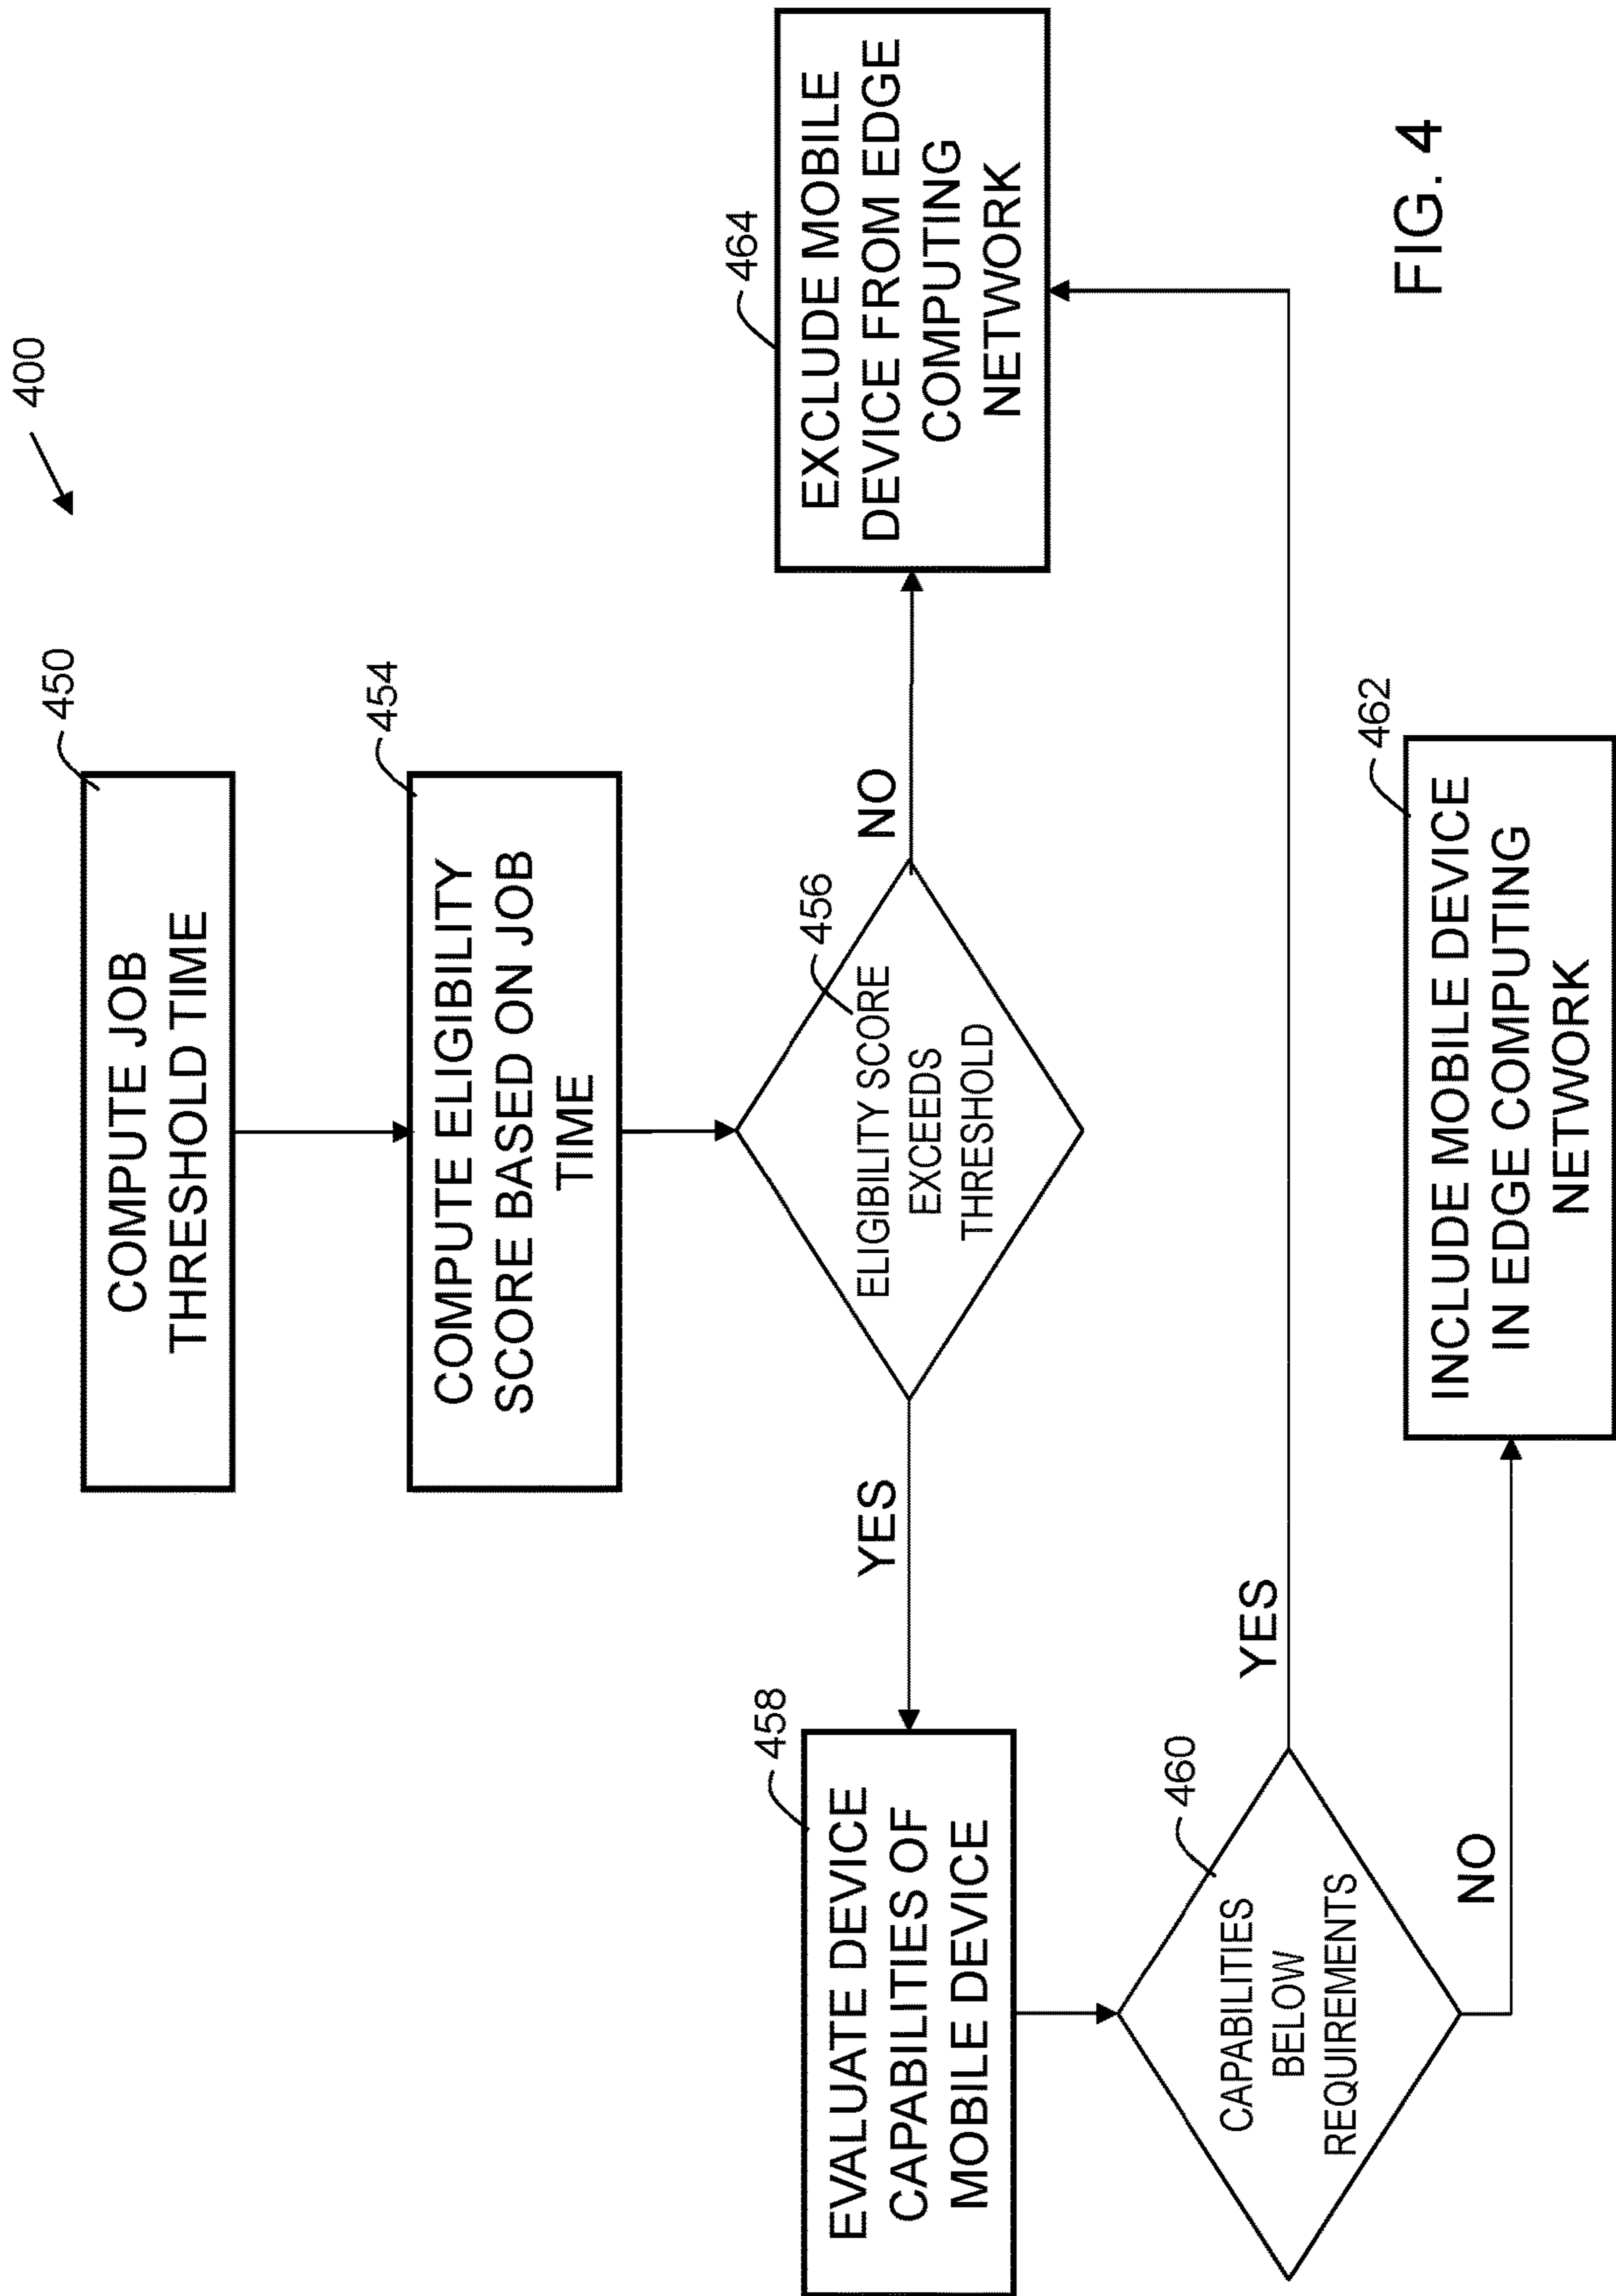 400
450
COMPUTE JOB
THRESHOLD TIME
454
COMPUTE ELIGIBILITY
SCORE BASED ON JOB
TIME
456
ELIGIBILITY SCORE
EXCEEDS
THRESHOLD
YES
NO
458
EVALUATE DEVICE
CAPABILITIES OF
MOBILE DEVICE
464
EXCLUDE MOBILE
DEVICE FROM EDGE
COMPUTING
NETWORK
460
CAPABILITIES
BELOW
REQUIREMENTS
YES
NO
462
INCLUDE MOBILE DEVICE
IN EDGE COMPUTING
NETWORK
FIG. 4